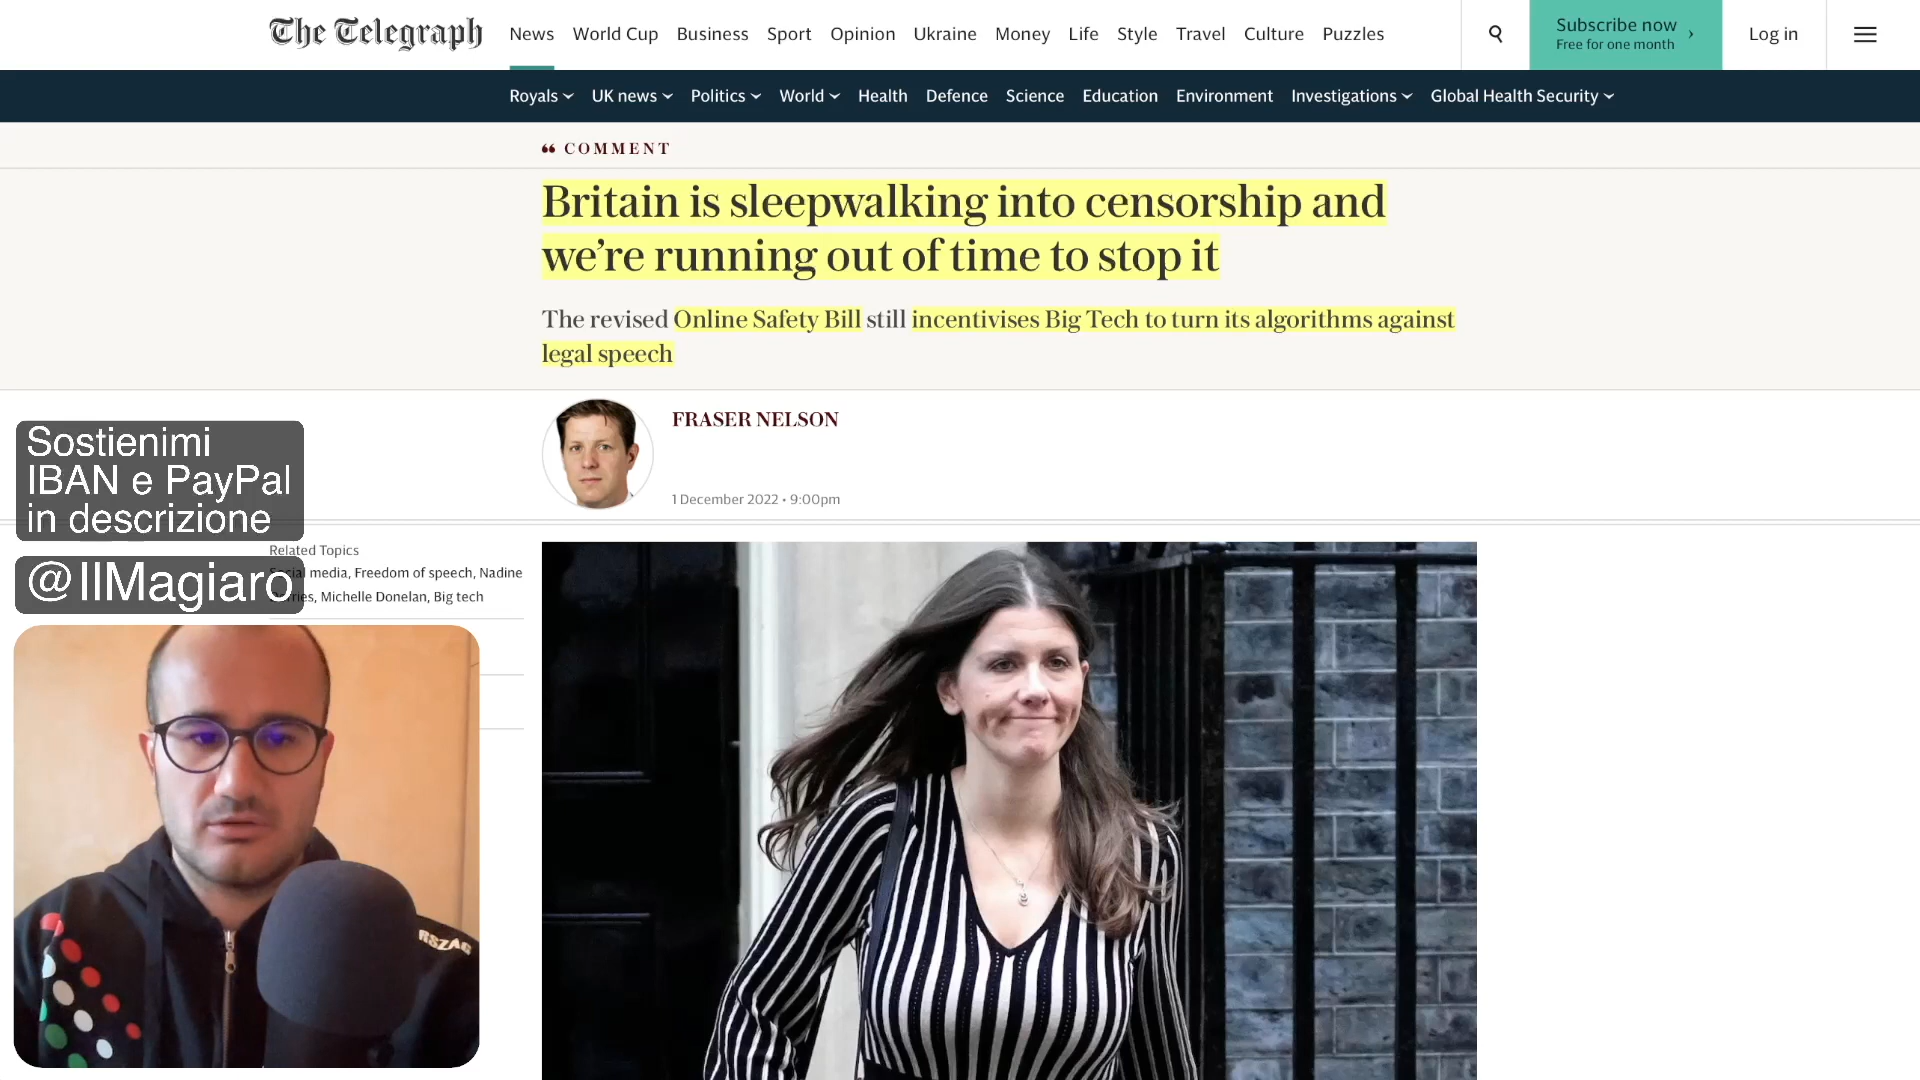 The Telegraph
News World Cup Business Sport Opinion Ukraine Money Life Style Travel Culture Puzzles
Subscribe now
Free for one month
Log in
Royals UK news Politics World Health Defence Science Education Environment Investigations Global Health Security
COMMENT
Britain is sleepwalking into censorship and
we’re running out of time to stop it
The revised Online Safety Bill still incentivises Big Tech to turn its algorithms against
legal speech
FRASER NELSON
1 December 2022 • 9:00pm
Sostienimi
IBAN e PayPal
in descrizione
Related Topics
Social media, Freedom of speech, Nadine
Dorries, Michelle Donelan, Big tech
@IlMagiaro
RSZÁG